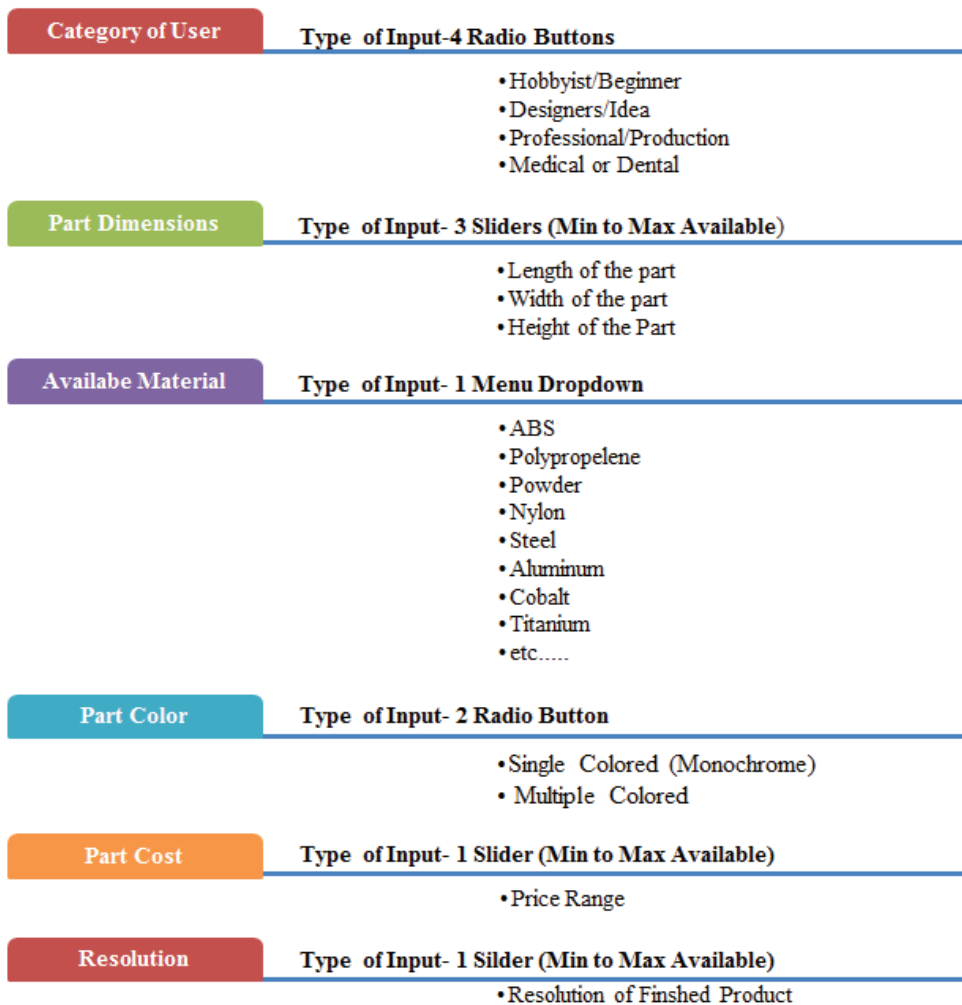 Category of User
Type of Input-4 Radio Buttons
•Hobbyist/Beginner
•Designers/Idea
•Professional/Production
•Medical or Dental
Part Dimensions
Type of Input- 3 Sliders (Min to Max Available)
•Length of the part
•Width of the part
•Height of the Part
Availabe Material
Type of Input- 1 Menu Dropdown
•ABS
•Polypropelene
•Powder
•Nylon
•Steel
•Aluminum
•Cobalt
•Titanium
•etc.....
Part Color
Type of Input- 2 Radio Button
•Single Colored (Monochrome)
• Multiple Colored
Part Cost
Type of Input- 1 Slider (Min to Max Available)
•Price Range
Resolution
Type of Input- 1 Silder (Min to Max Available)
•Resolution of Finshed Product